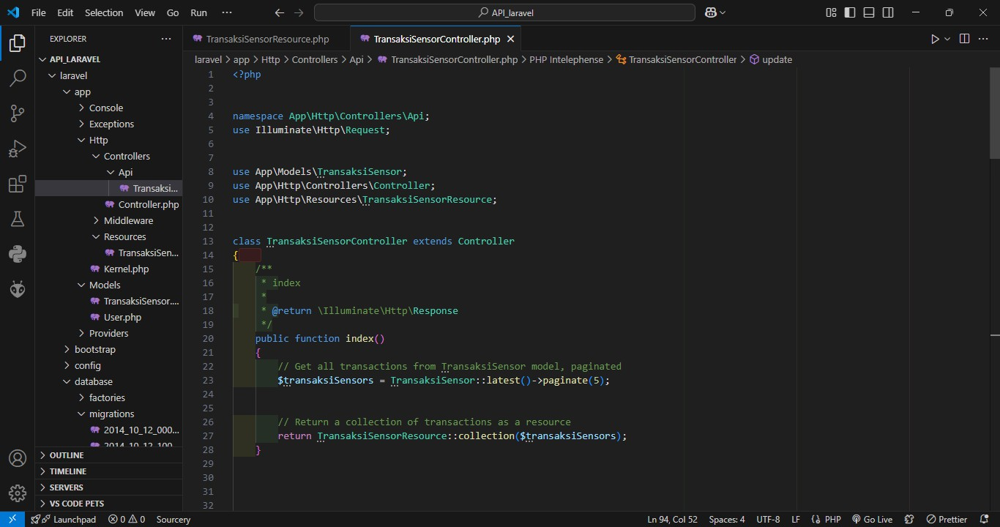 File Edit Selection View Go Run ··· API_laravel
EXPLORER ···
API_LARAVEL
laravel
app
Console
Exceptions
Http
Controllers
Api
Transaksi...
Controller.php
Middleware
Resources
TransaksiSen...
Kernel.php
Models
TransaksiSensor....
User.php
Providers
bootstrap
config
database
factories
migrations
2014_10_12_000...
2014_10_12_100...
OUTLINE
TIMELINE
SERVERS
VS CODE PETS
TransaksiSensorResource.php TransaksiSensorController.php
laravel > app > Http > Controllers > Api > TransaksiSensorController.php > PHP Intelephense > TransaksiSensorController > update
1 <?php
2
3
4 namespace App\Http\Controllers\Api;
5 use Illuminate\Http\Request;
6
7
8 use App\Models\TransaksiSensor;
9 use App\Http\Controllers\Controller;
10 use App\Http\Resources\TransaksiSensorResource;
11
12
13 class TransaksiSensorController extends Controller
14 {
15 /**
16 * index
17 *
18 * @return \Illuminate\Http\Response
19 */
20 public function index()
21 {
22 // Get all transactions from TransaksiSensor model, paginated
23 $transaksiSensors = TransaksiSensor::latest()->paginate(5);
24
25
26 // Return a collection of transactions as a resource
27 return TransaksiSensorResource::collection($transaksiSensors);
28 }
29
30
31
32
Launchpad 0 0 Sourcery Ln 94, Col 52 Spaces: 4 UTF-8 LF {} PHP Go Live Prettier